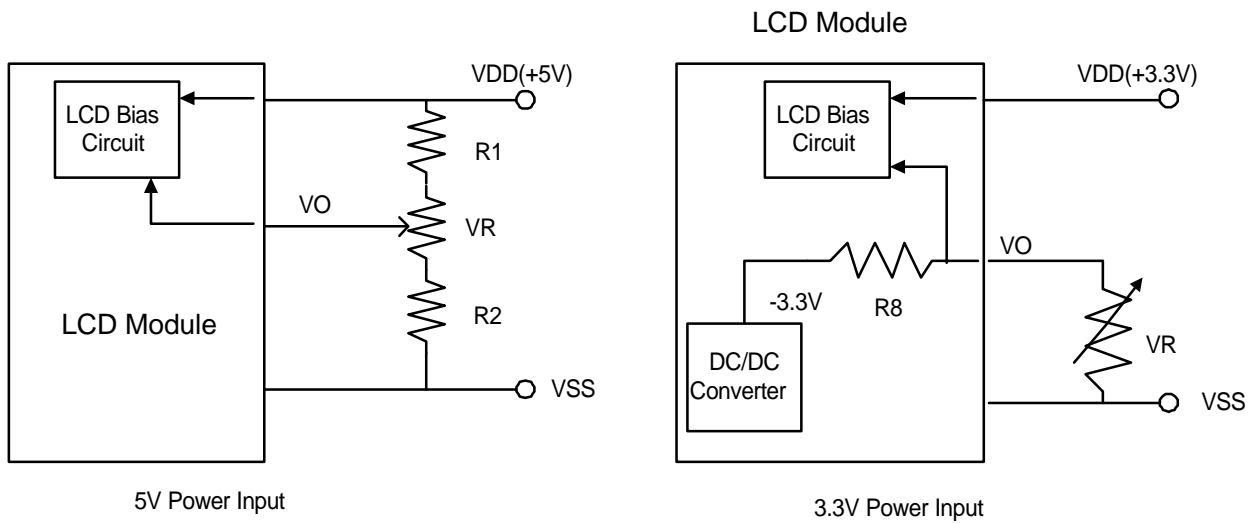 LCD Module
VDD(+5V)
LCD Bias
Circuit
R1
VO
VR
R2
LCD Module
VSS
5V Power Input
VDD(+3.3V)
LCD Bias
Circuit
VO
-3.3V
R8
VR
DC/DC
Converter
VSS
3.3V Power Input